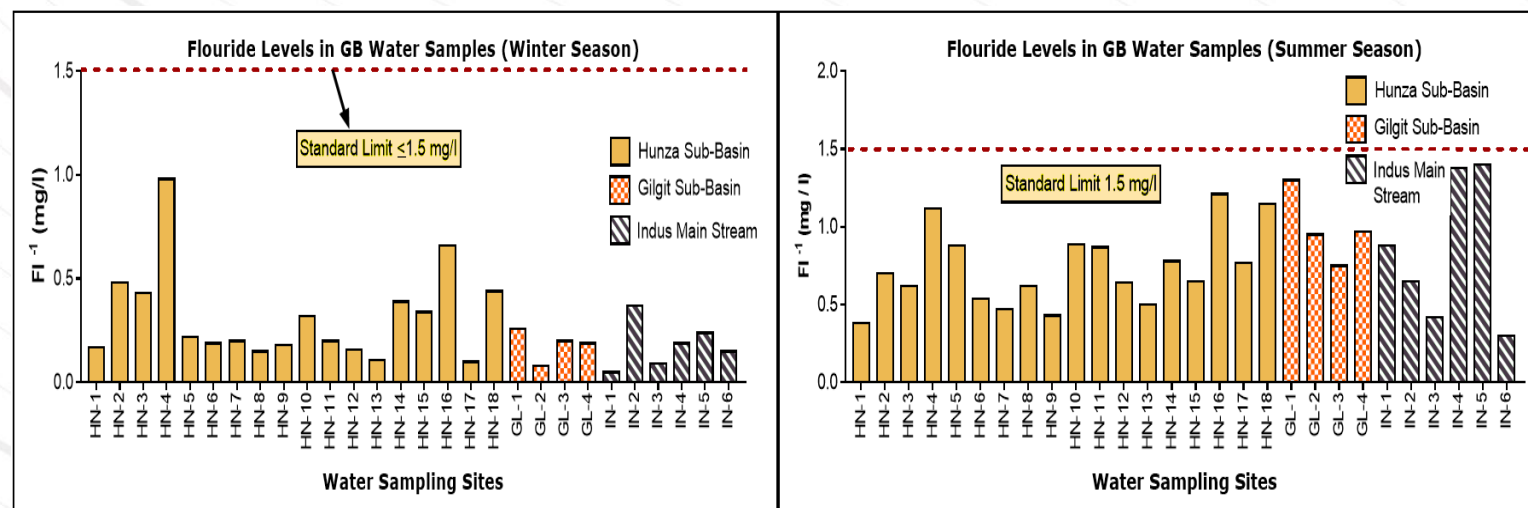 Flouride Levels in GB Water Samples (Winter Season)
1.5
1.0
0.5
0.0
Fl ⁻¹ (mg/l)
Standard Limit ≤1.5 mg/l
Hunza Sub-Basin
Gilgit Sub-Basin
Indus Main Stream
HN-1
HN-2
HN-3
HN-4
HN-5
HN-6
HN-7
HN-8
HN-9
HN-10
HN-11
HN-12
HN-13
HN-14
HN-15
HN-16
HN-17
HN-18
GL-1
GL-2
GL-3
GL-4
IN-1
IN-2
IN-3
IN-4
IN-5
IN-6
Water Sampling Sites
Flouride Levels in GB Water Samples (Summer Season)
2.0
1.5
1.0
0.5
0.0
Fl ⁻¹ (mg / l)
Hunza Sub-Basin
Gilgit Sub-Basin
Indus Main
Stream
Standard Limit 1.5 mg/l
HN-1
HN-2
HN-3
HN-4
HN-5
HN-6
HN-7
HN-8
HN-9
HN-10
HN-11
HN-12
HN-13
HN-14
HN-15
HN-16
HN-17
HN-18
GL-1
GL-2
GL-3
GL-4
IN-1
IN-2
IN-3
IN-4
IN-5
IN-6
Water Sampling Sites